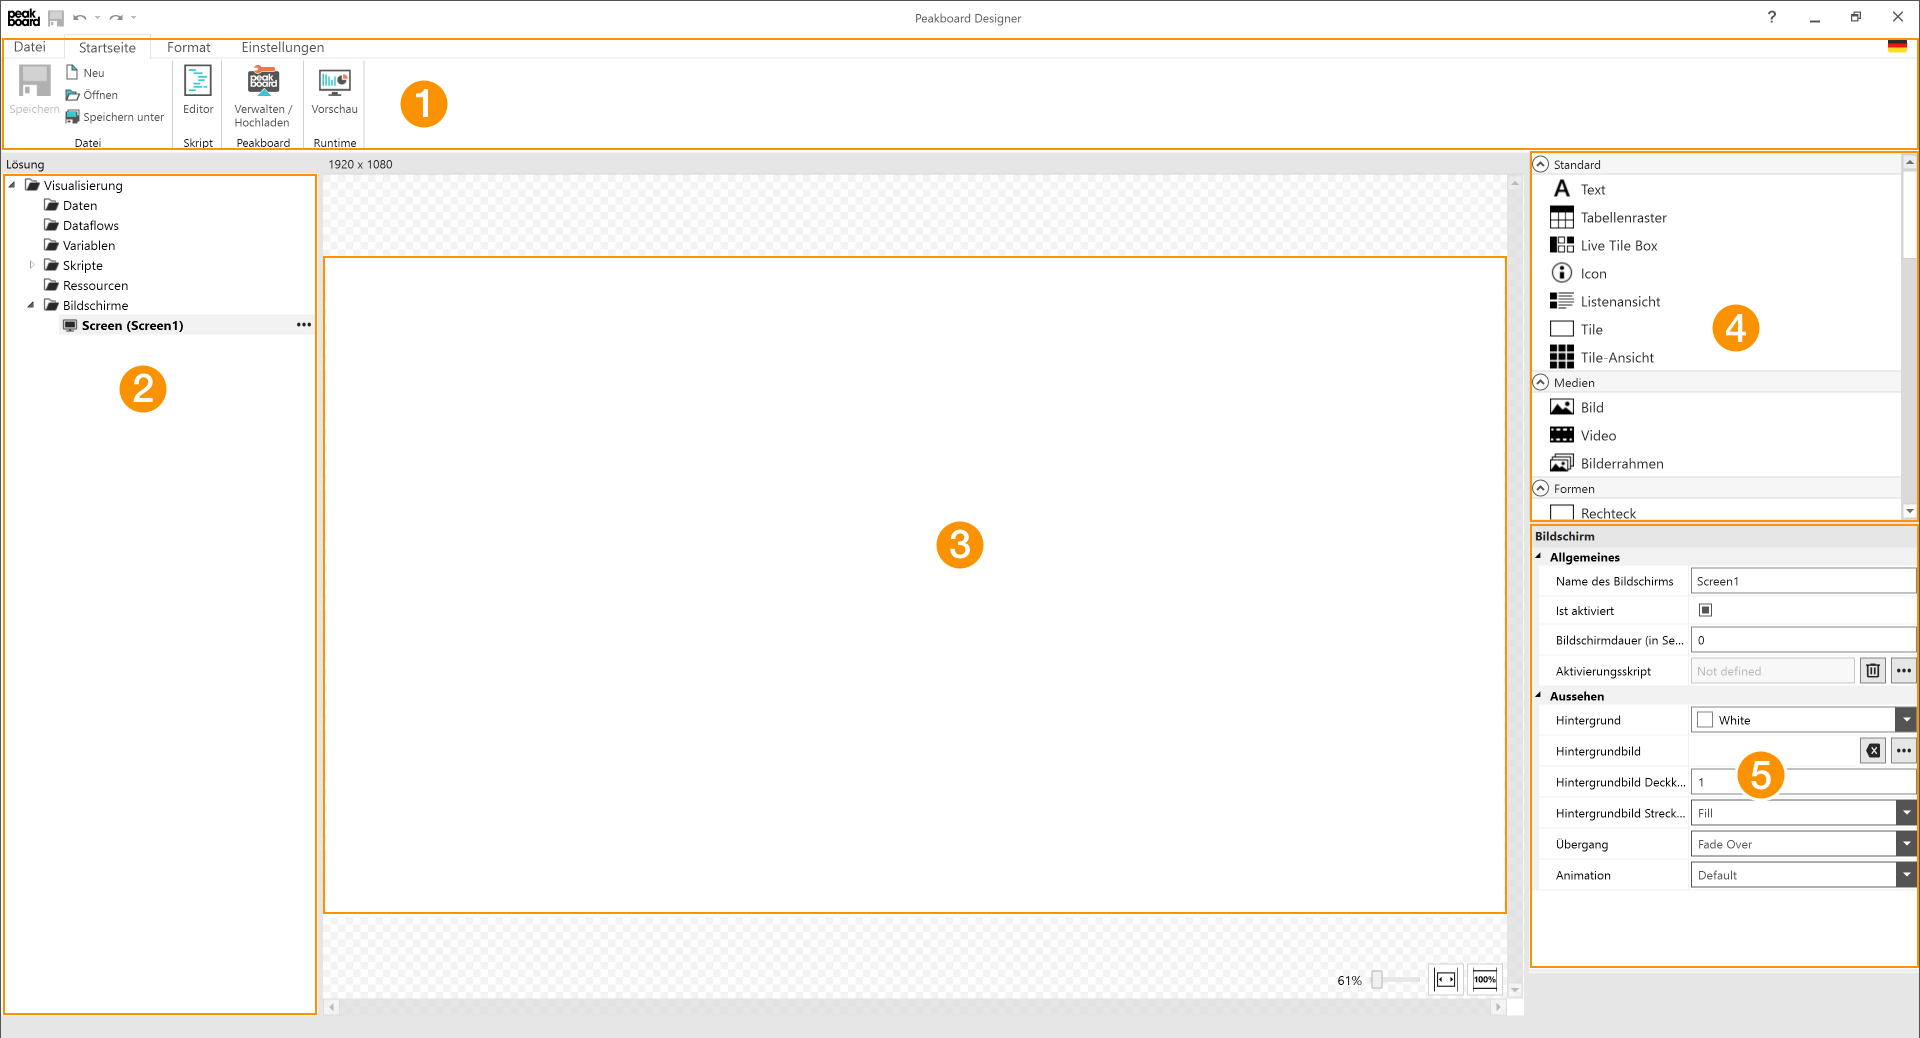 peak
board
Peakboard Designer
?
Datei
Startseite
Format
Einstellungen
Speichern
Neu
Öffnen
Speichern unter
Datei
Editor
Skript
peak
board
Verwalten /
Hochladen
Peakboard
Vorschau
Runtime
1
Lösung
Visualisierung
Daten
Dataflows
Variablen
Skripte
Ressourcen
Bildschirme
Screen (Screen1)
2
1920 x 1080
3
61%
100%
Standard
Text
Tabellenraster
Live Tile Box
Icon
Listenansicht
Tile
Tile-Ansicht
4
Medien
Bild
Video
Bilderrahmen
Formen
Rechteck
Bildschirm
Allgemeines
Name des Bildschirms Screen1
Ist aktiviert
Bildschirmdauer (in Se... 0
Aktivierungsskript Not defined
Aussehen
Hintergrund White
Hintergrundbild
Hintergrundbild Deckk... 1
5
Hintergrundbild Streck... Fill
Übergang Fade Over
Animation Default